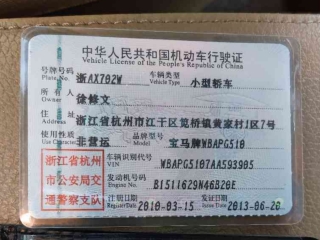 中华人民共和国机动车行驶证
Vehicle License of the People's Republic of China
号牌号码 浙AX702W 车辆类型 小型轿车
Plate No. Vehicle Type
所有人 徐修文
Owner
住址 浙江省杭州市江干区笕桥镇黄家村1区7号
Address
使用性质 非营运 品牌型号 宝马牌WBAPG510
Use Character Model
浙江省杭州 车辆识别代号 WBAPG5107AA593905
VIN
市公安局交 发动机号码 B1511629N46B20E
Engine No.
通警察支队 注册日期 2010-03-15 发证日期 2013-06-20
Register Date Issue Date